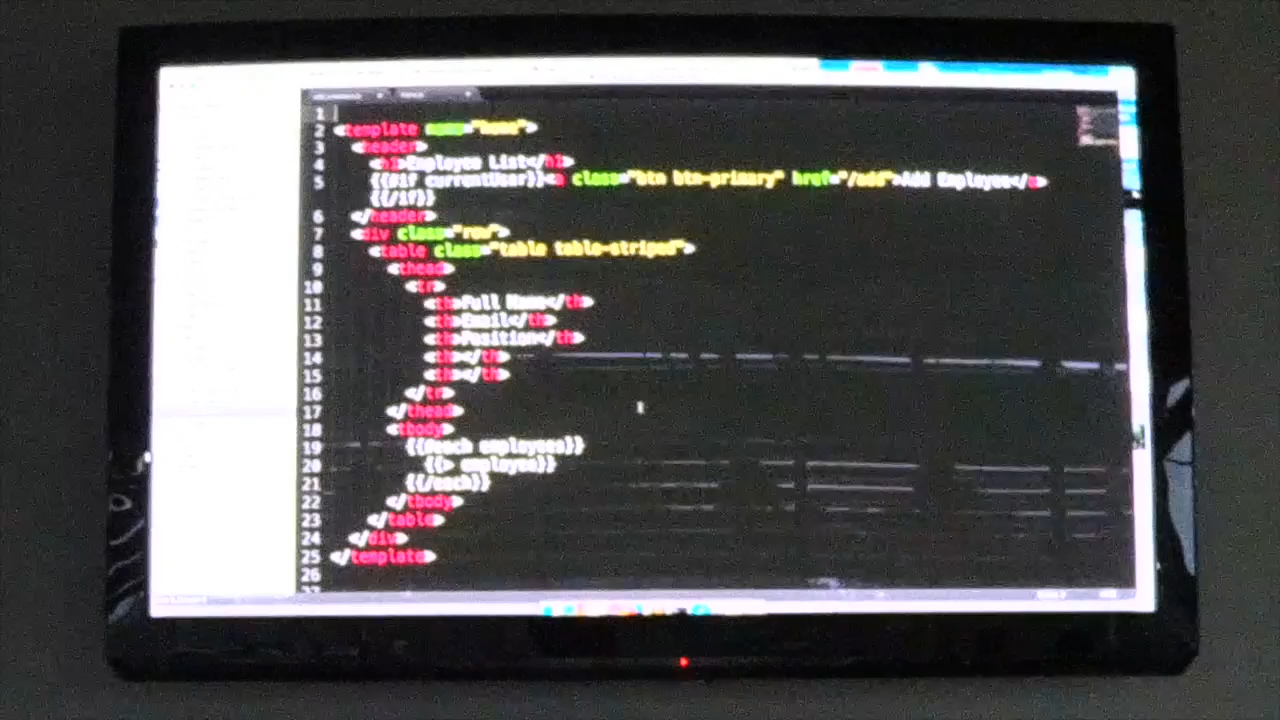 1
2 <template name="home">
3 <header>
4 <h1>Employee List</h1>
5 {{#if currentUser}}<a class="btn btn-primary" href="/add">Add Employee</a>
{{/if}}
6 </header>
7 <div class="row">
8 <table class="table table-striped">
9 <thead>
10 <tr>
11 <th>Full Name</th>
12 <th>Email</th>
13 <th>Position</th>
14 <th></th>
15 <th></th>
16 </tr>
17 </thead>
18 <tbody>
19 {{#each employees}}
20 {{> employee}}
21 {{/each}}
22 </tbody>
23 </table>
24 </div>
25 </template>
26